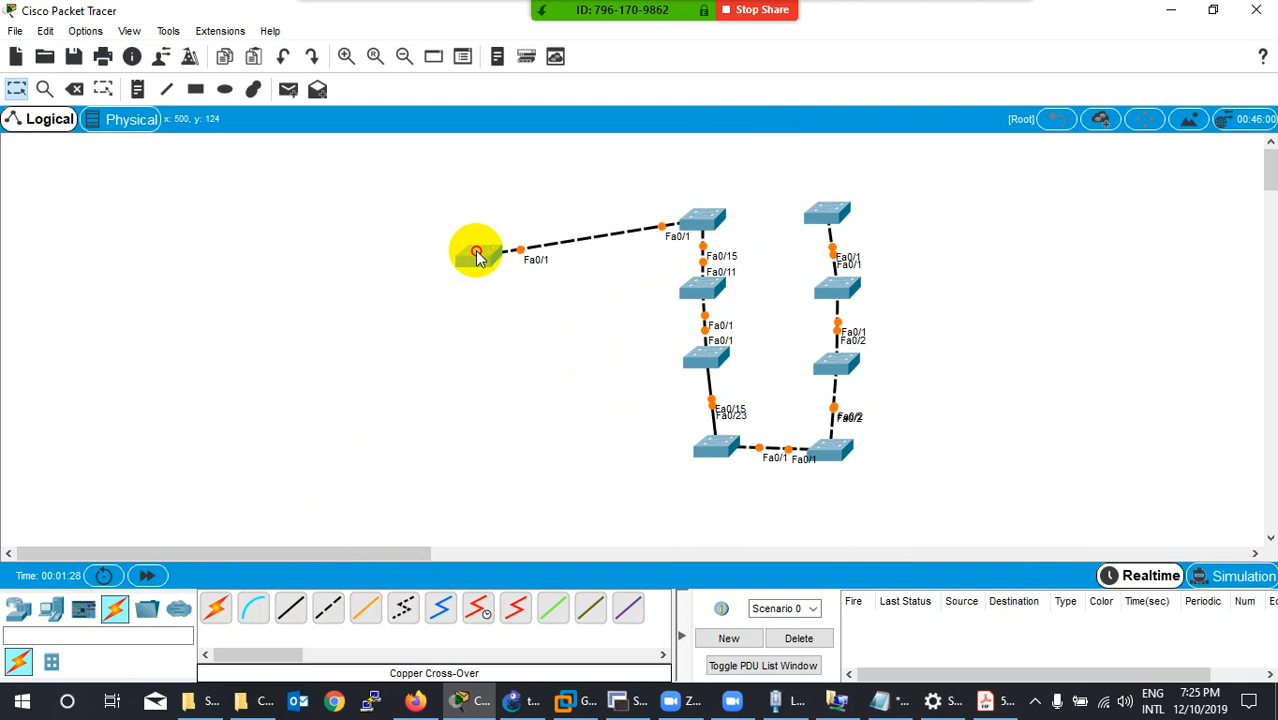 Cisco Packet Tracer
ID: 796-170-9862
Stop Share
File Edit Options View Tools Extensions Help
Logical
Physical
x: 500, y: 124
[Root]
00:46:00
Fa0/1
Fa0/1
Fa0/15
Fa0/11
Fa0/1
Fa0/1
Fa0/1
Fa0/1
Fa0/1
Fa0/2
Fa0/15
Fa0/23
Fa0/2
Fa0/1
Fa0/1
Time: 00:01:28
Realtime
Simulation
Scenario 0
Fire Last Status Source Destination Type Color Time(sec) Periodic Num
New
Delete
Toggle PDU List Window
Copper Cross-Over
S...
C...
C...
t...
G...
S...
Z...
L...
*...
S...
5...
ENG
INTL
7:25 PM
12/10/2019